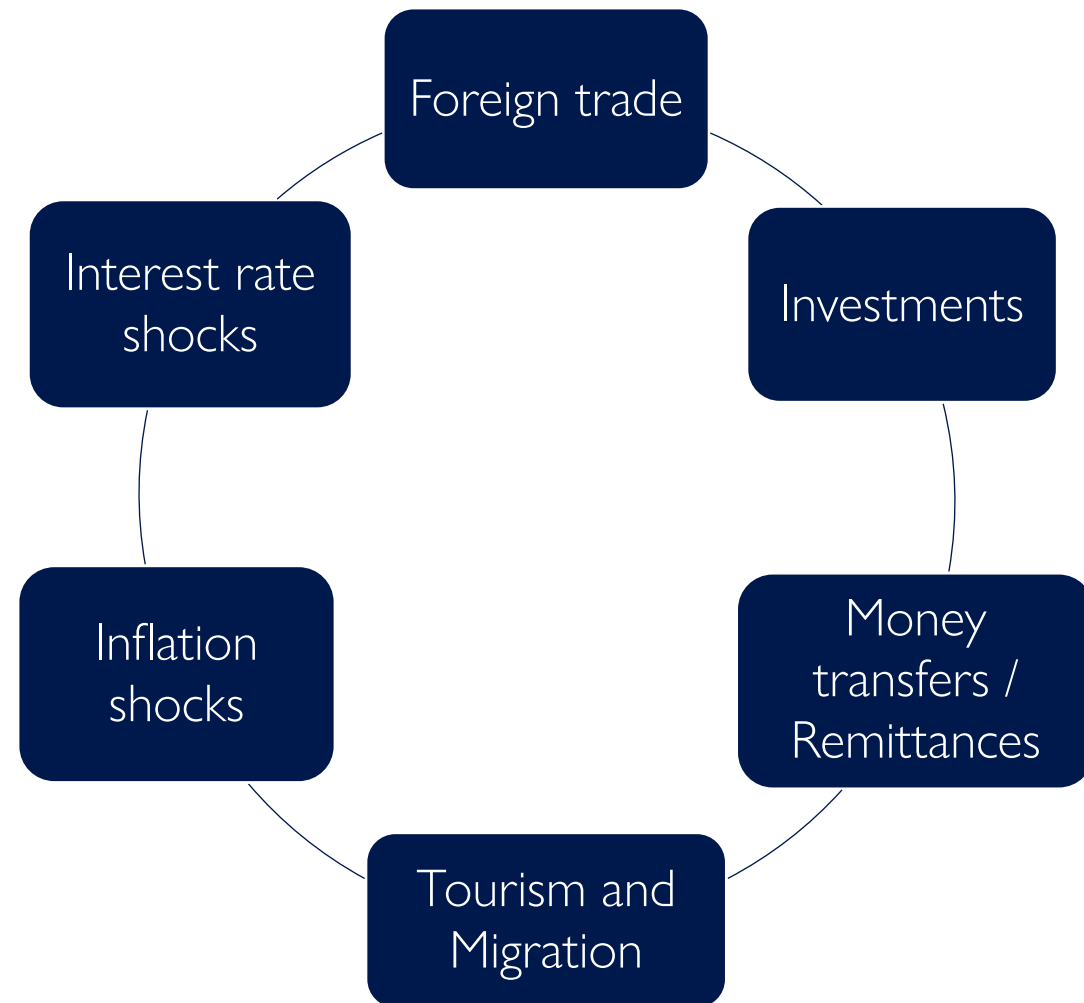 Foreign trade
Investments
Money
transfers /
Remittances
Tourism and
Migration
Inflation
shocks
Interest rate
shocks